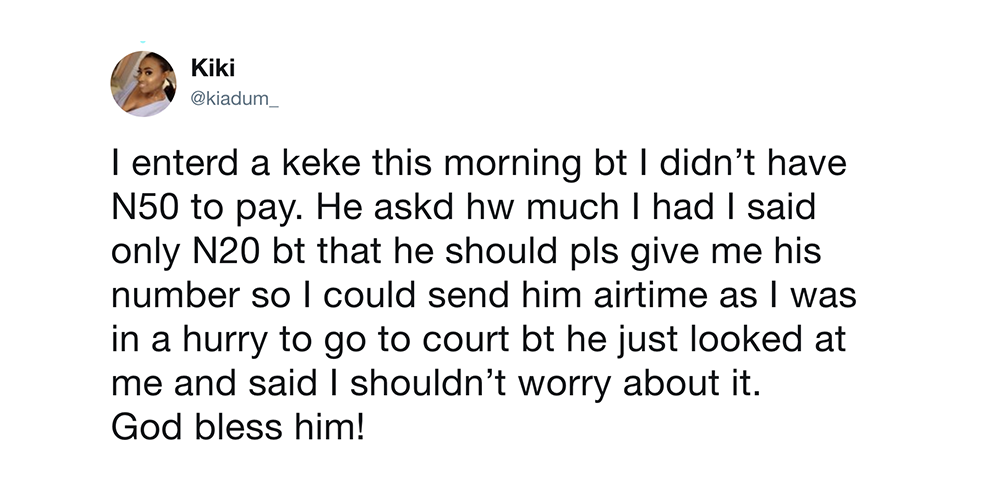 Kiki
@kiadum_
I enterd a keke this morning bt I didn’t have
N50 to pay. He askd hw much I had I said
only N20 bt that he should pls give me his
number so I could send him airtime as I was
in a hurry to go to court bt he just looked at
me and said I shouldn’t worry about it.
God bless him!